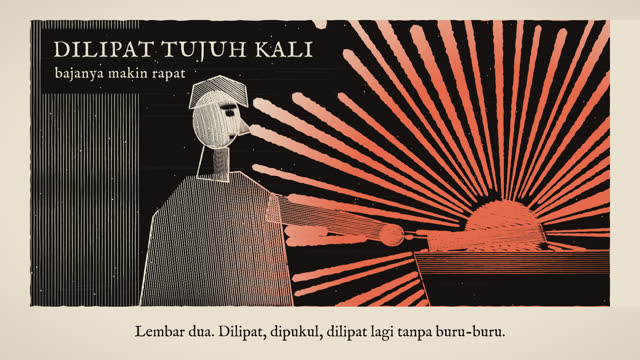 DILIPAT TUJUH KALI
bajanya makin rapat
Lembar dua. Dilipat, dipukul, dilipat lagi tanpa buru-buru.